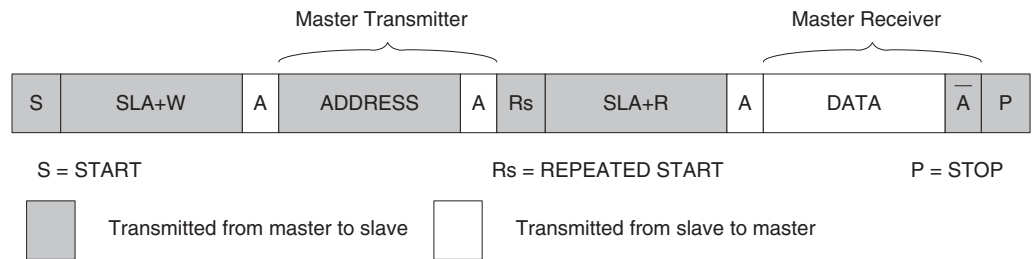 Master Transmitter Master Receiver
S SLA+W A ADDRESS A Rs SLA+R A DATA A̅ P
S = START Rs = REPEATED START P = STOP
Transmitted from master to slave Transmitted from slave to master